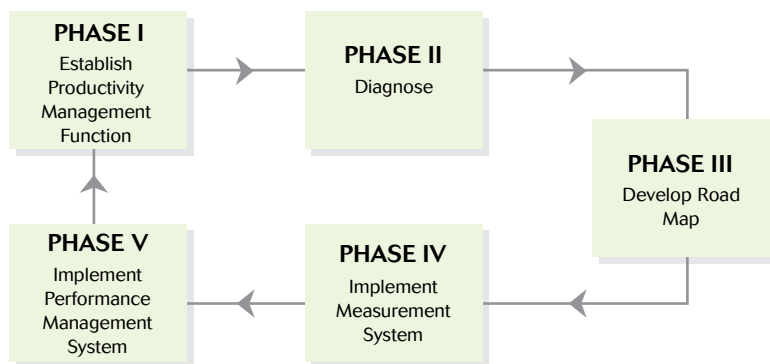 PHASE I
Establish
Productivity
Management
Function
PHASE II
Diagnose
PHASE III
Develop Road
Map
PHASE IV
Implement
Measurement
System
PHASE V
Implement
Performance
Management
System